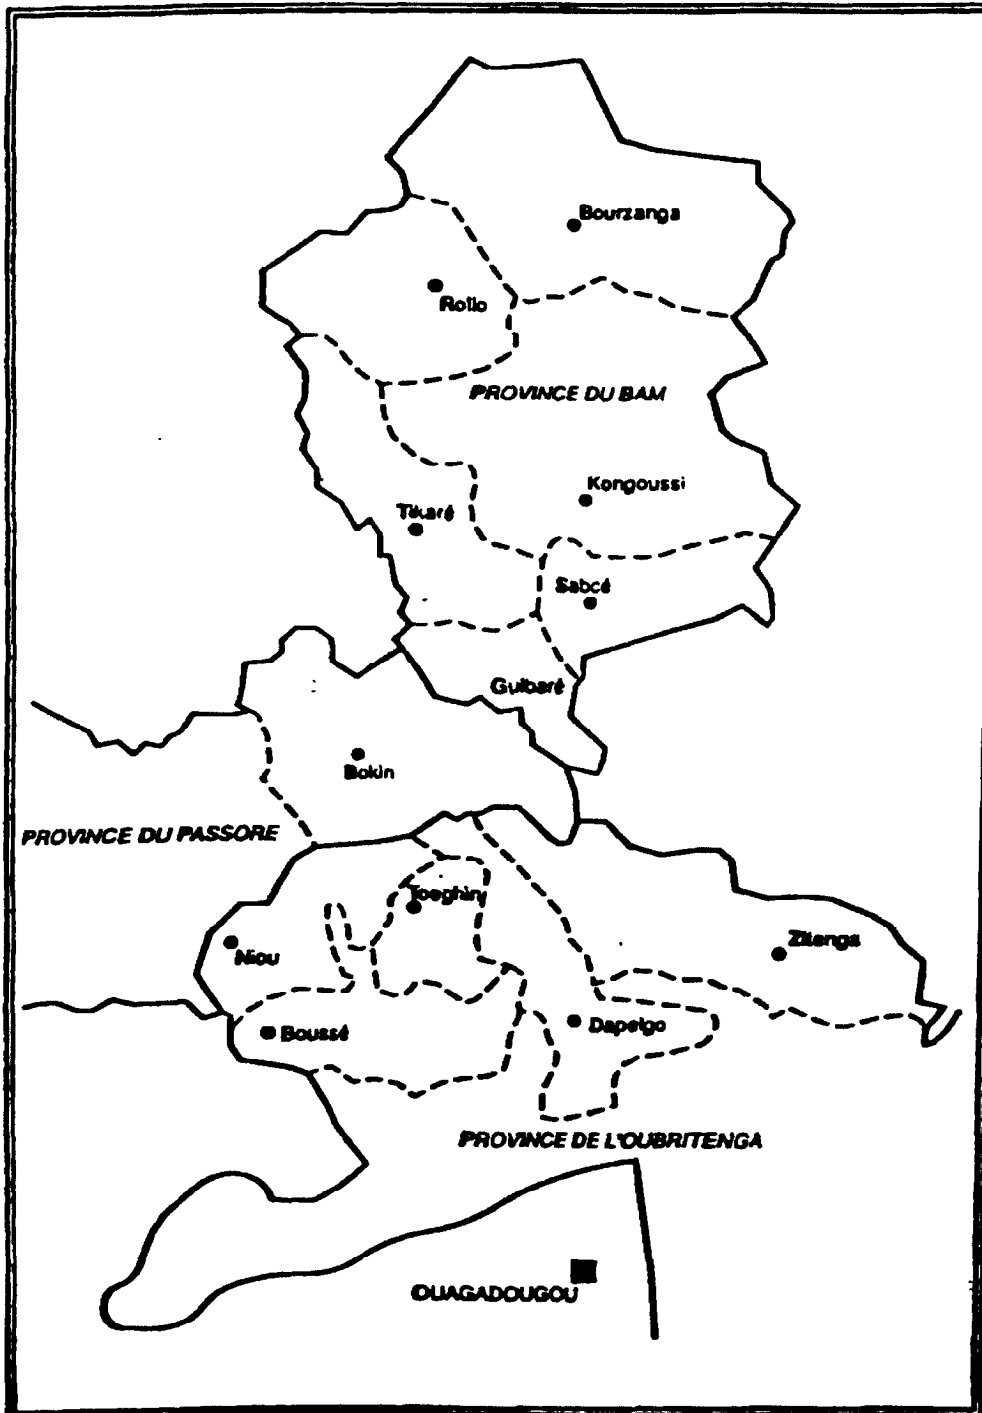 Bourzanga
Rollo
PROVINCE DU BAM
Kongoussi
Tikaré
Sabcé
Guibaré
Bokin
PROVINCE DU PASSORE
Toeghin
Niou
Zitenga
Boussé
Dapelgo
PROVINCE DE L'OUBRITENGA
OUAGADOUGOU